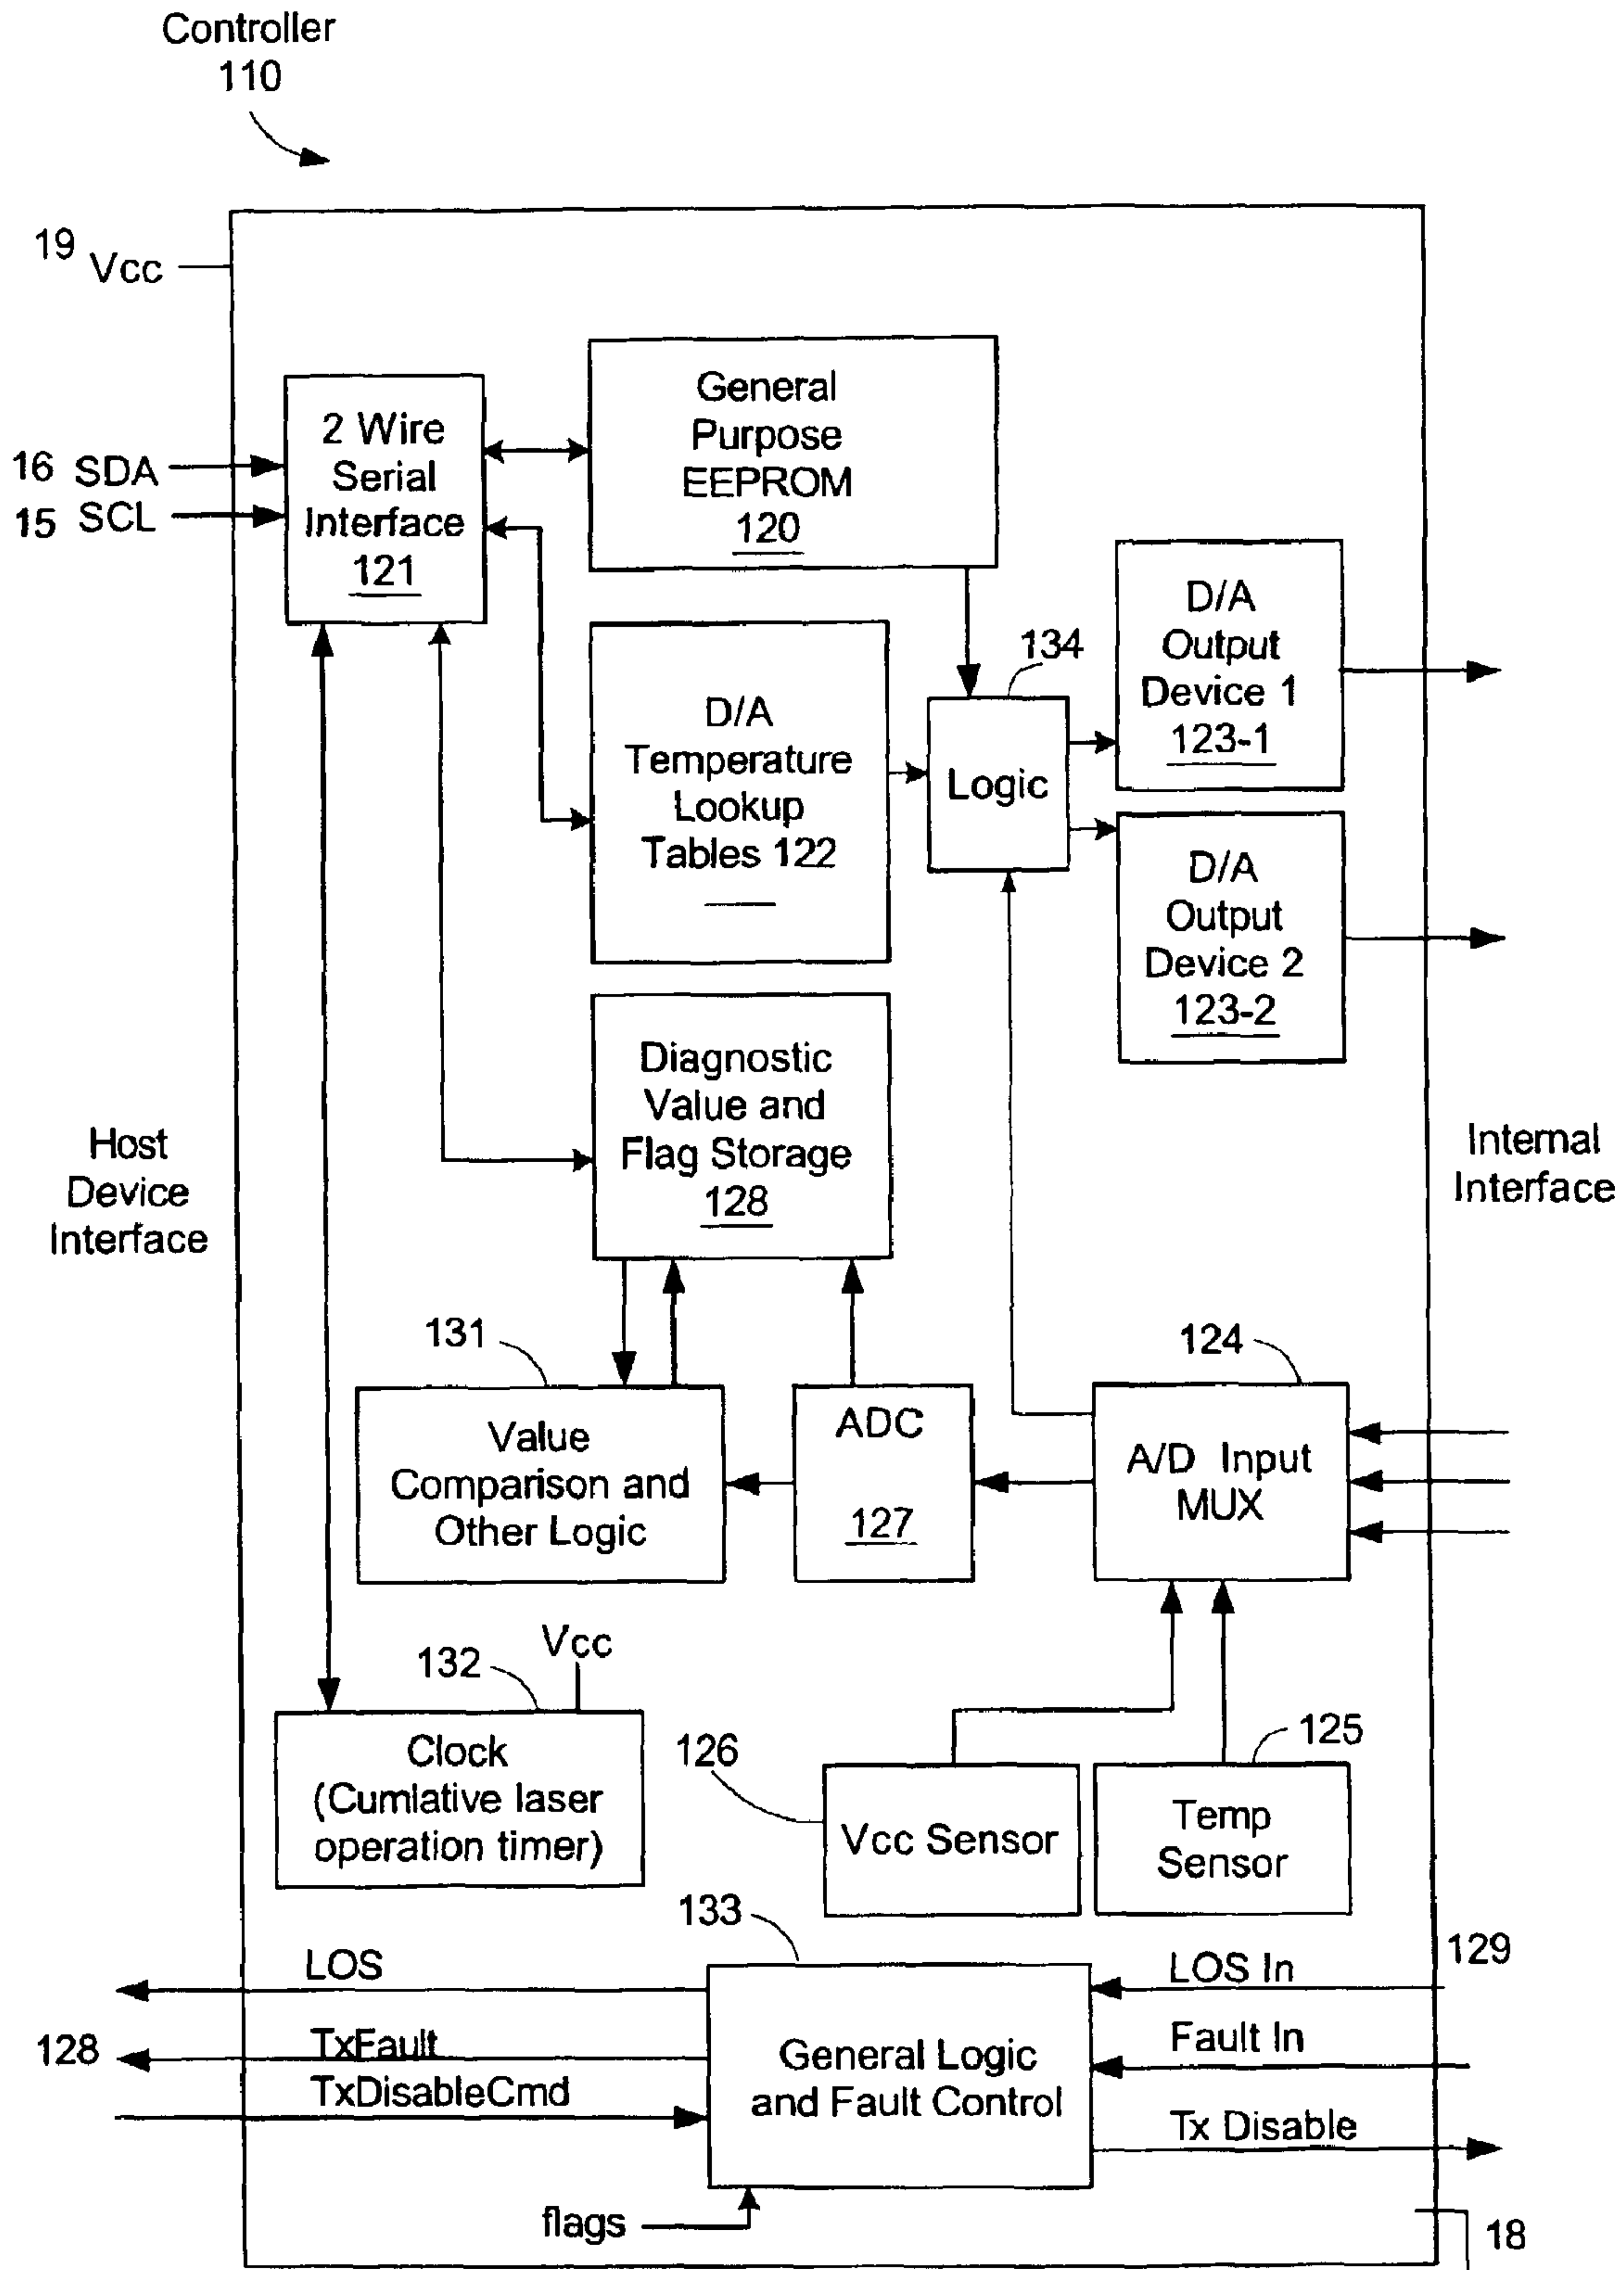 Controller
110
19
Vcc
16 SDA
15 SCL
2 Wire
Serial
Interface
121
General
Purpose
EEPROM
120
D/A
Temperature
Lookup
Tables 122
134
Logic
D/A
Output
Device 1
123-1
D/A
Output
Device 2
123-2
Diagnostic
Value and
Flag Storage
128
Host
Device
Interface
Internal
Interface
131
Value
Comparison and
Other Logic
ADC
127
124
A/D Input
MUX
132
Vcc
Clock
(Cumlative laser
operation timer)
126
Vcc Sensor
125
Temp
Sensor
133
General Logic
and Fault Control
LOS
128
TxFault
TxDisableCmd
129
LOS In
Fault In
Tx Disable
flags
18